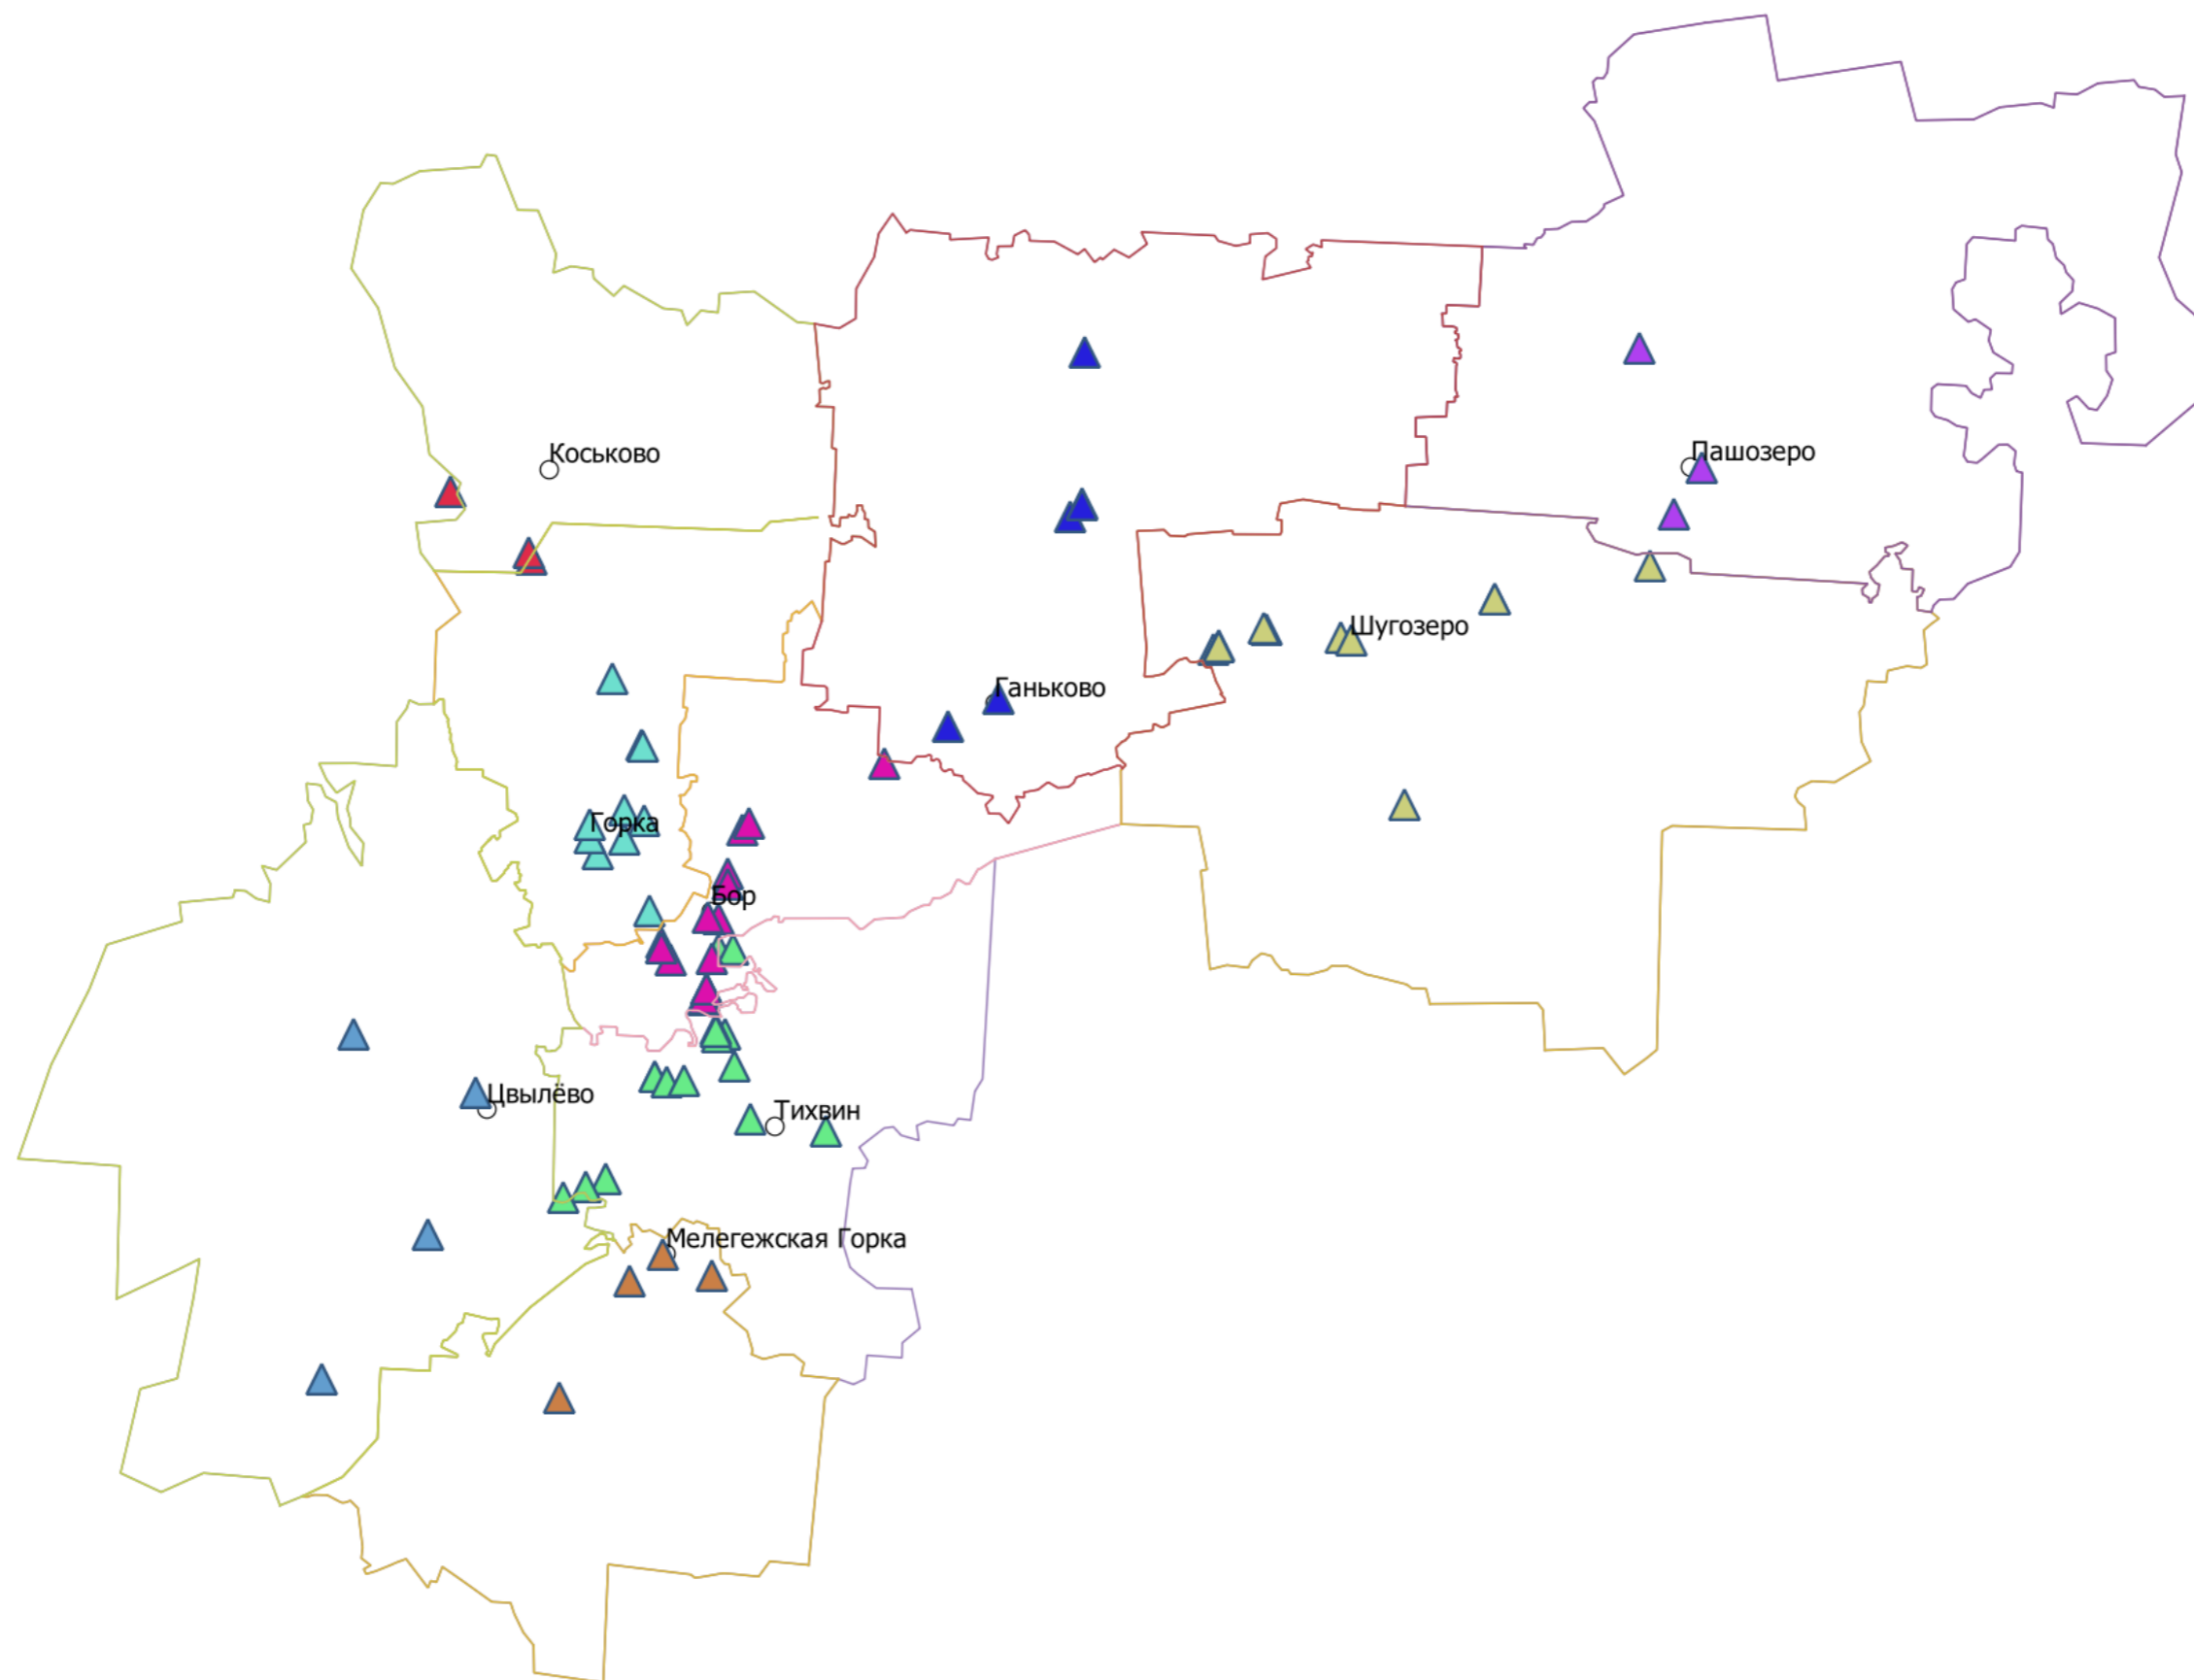 Коськово
Пашозеро
Шугозеро
Ганьково
Горка
Бор
Цвылёво
Тихвин
Мелегежская Горка